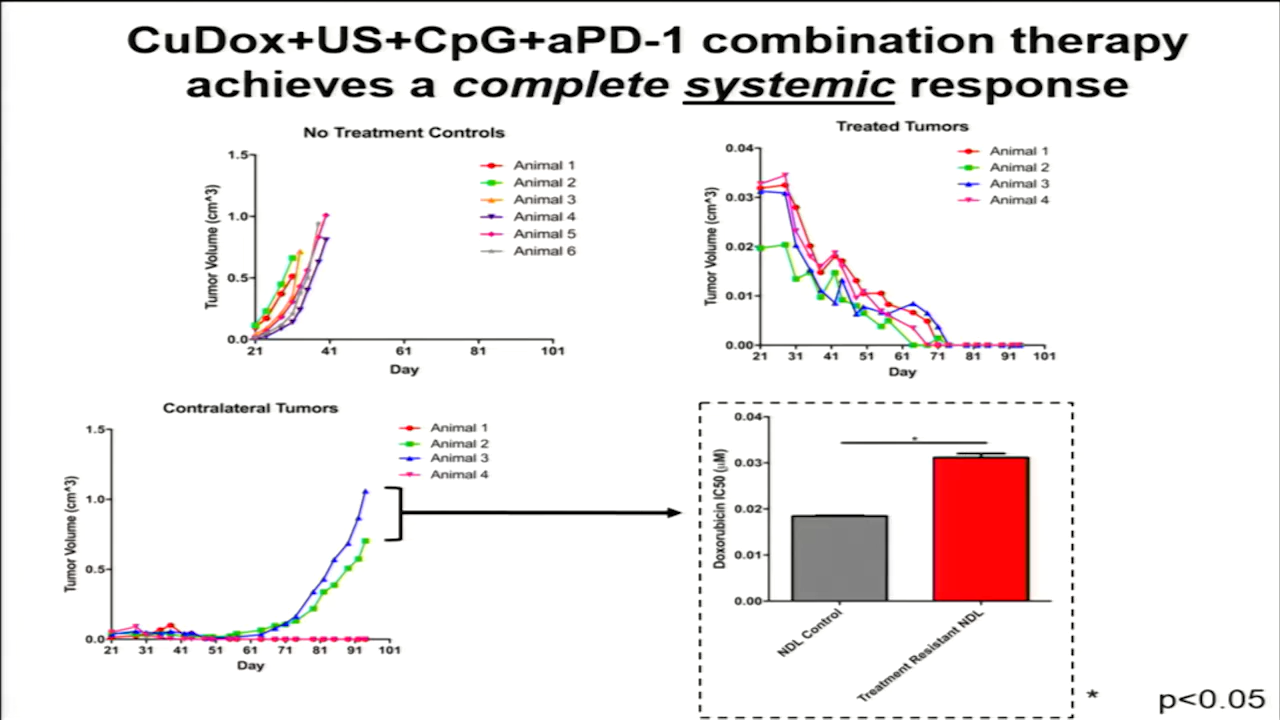 CuDox+US+CpG+aPD-1 combination therapy
achieves a complete systemic response
No Treatment Controls
Tumor Volume (cm^3)
1.5
1.0
0.5
0.0
21 41 61 81 101
Day
Animal 1
Animal 2
Animal 3
Animal 4
Animal 5
Animal 6
Treated Tumors
Tumor Volume (cm^3)
0.04
0.03
0.02
0.01
0.00
21 31 41 51 61 71 81 91 101
Day
Animal 1
Animal 2
Animal 3
Animal 4
Contralateral Tumors
Tumor Volume (cm^3)
1.5
1.0
0.5
0.0
21 31 41 51 61 71 81 91 101
Day
Animal 1
Animal 2
Animal 3
Animal 4
Doxorubicin IC50 (µM)
0.04
0.03
0.02
0.01
0.00
*
NDL Control
Treatment Resistant NDL
* p<0.05